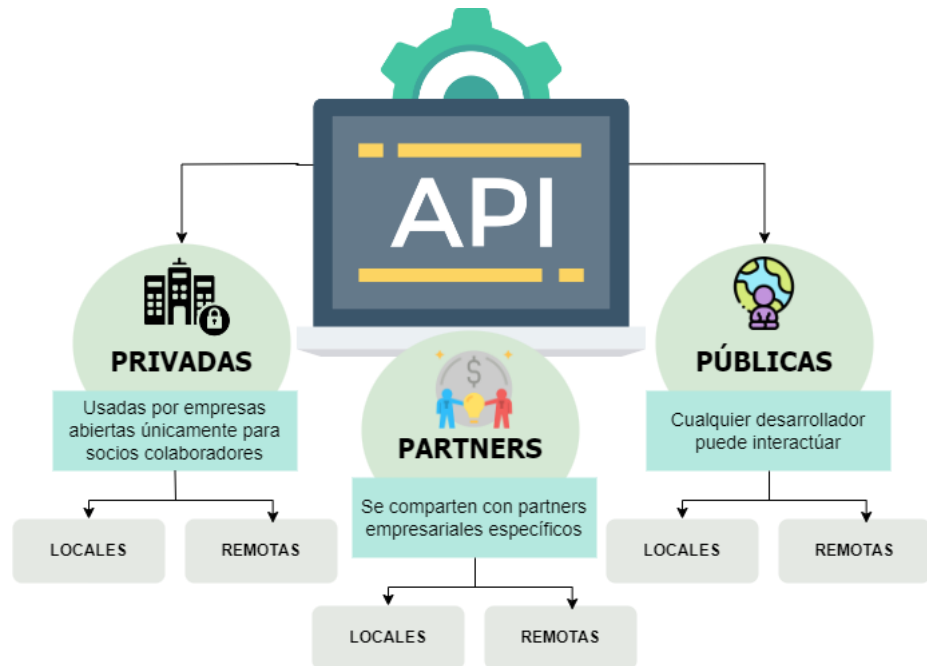 API
PRIVADAS
Usadas por empresas
abiertas únicamente para
socios colaboradores
LOCALES
REMOTAS
$
PARTNERS
Se comparten con partners
empresariales específicos
LOCALES
REMOTAS
PÚBLICAS
Cualquier desarrollador
puede interactúar
LOCALES
REMOTAS